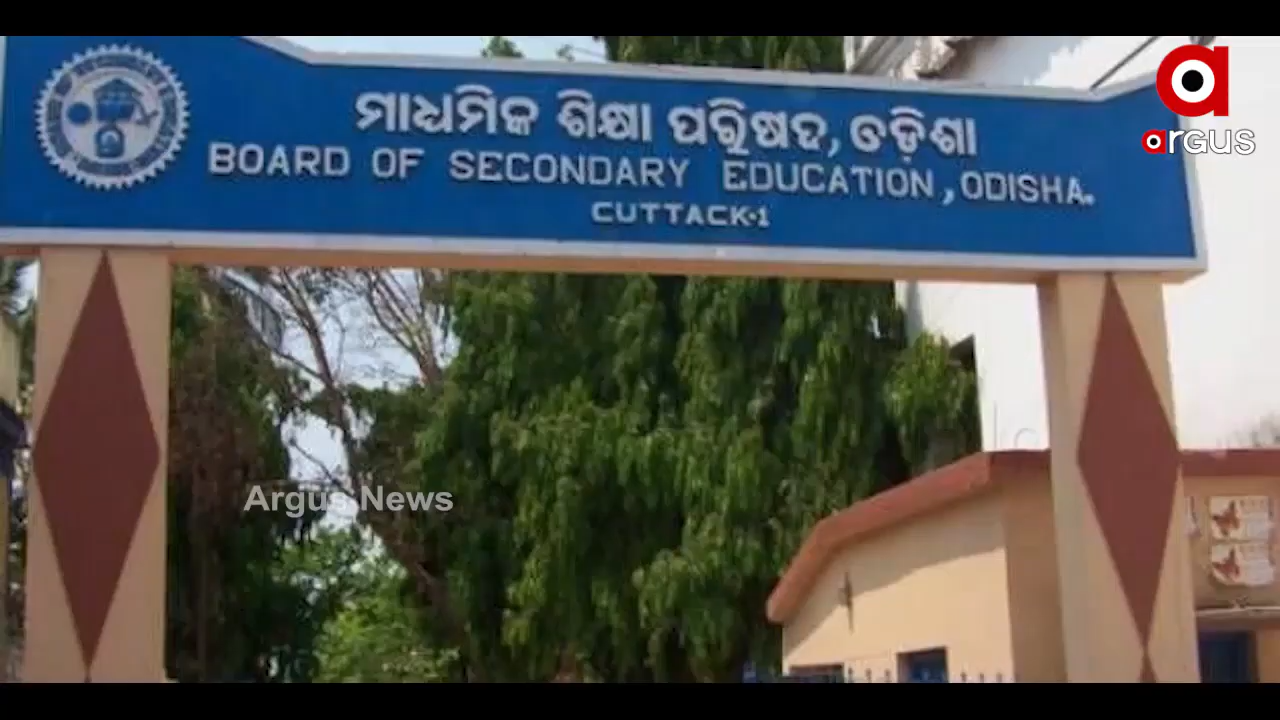 ମାଧ୍ୟମିକ ଶିକ୍ଷା ପରିଷଦ, ଓଡ଼ିଶା
BOARD OF SECONDARY EDUCATION, ODISHA.
CUTTACK-1
argus
Argus News